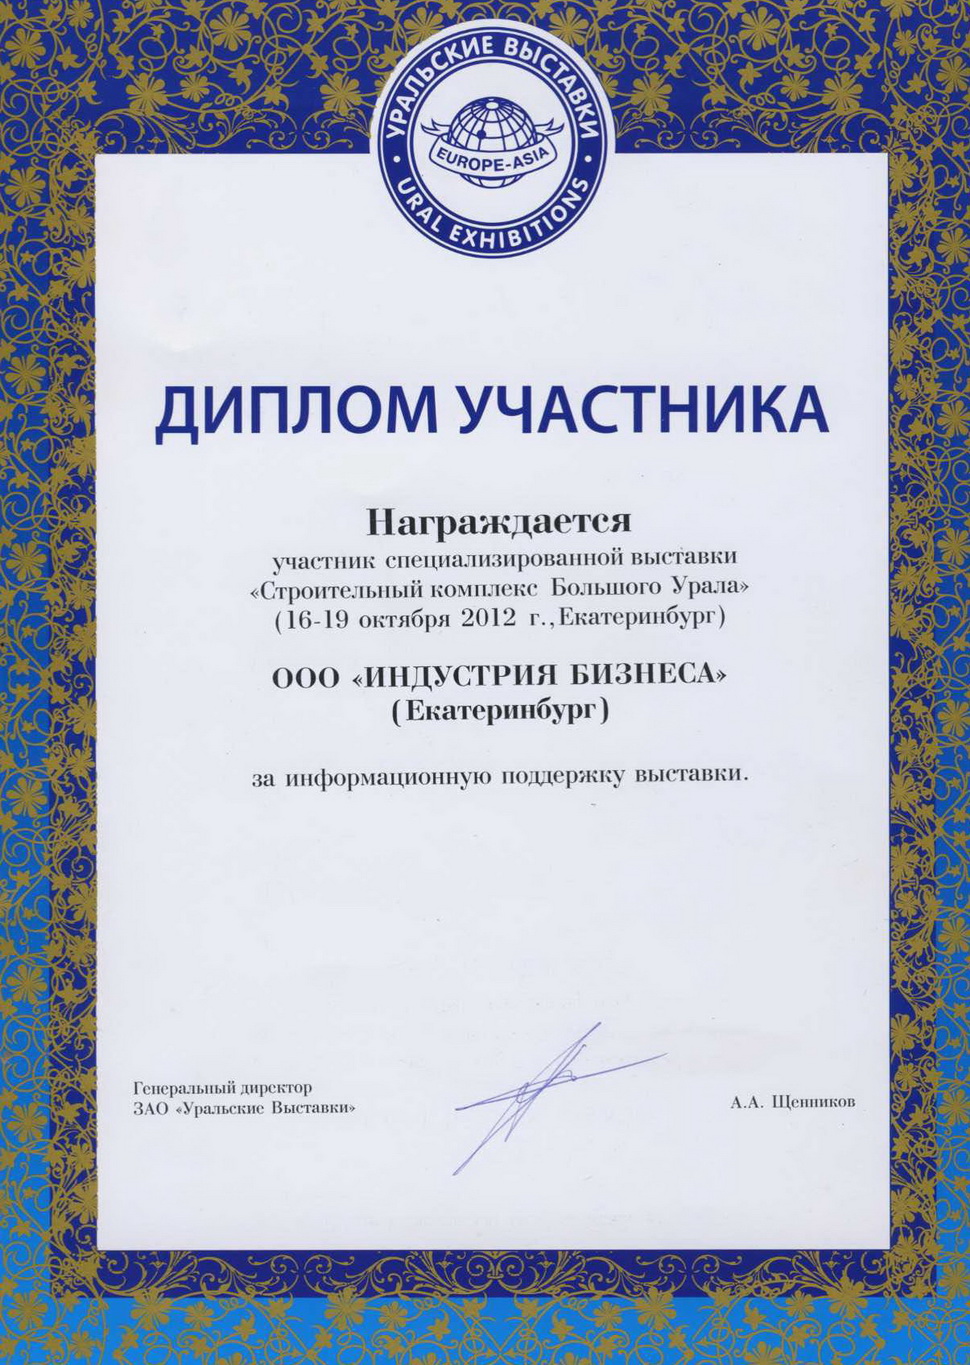 УРАЛЬСКИЕ ВЫСТАВКИ
EUROPE-ASIA
URAL EXHIBITIONS
ДИПЛОМ УЧАСТНИКА
Награждается
участник специализированной выставки
«Строительный комплекс Большого Урала»
(16-19 октября 2012 г.,Екатеринбург)
ООО «ИНДУСТРИЯ БИЗНЕСА»
(Екатеринбург)
за информационную поддержку выставки.
Генеральный директор
ЗАО «Уральские Выставки»
А.А. Щенников